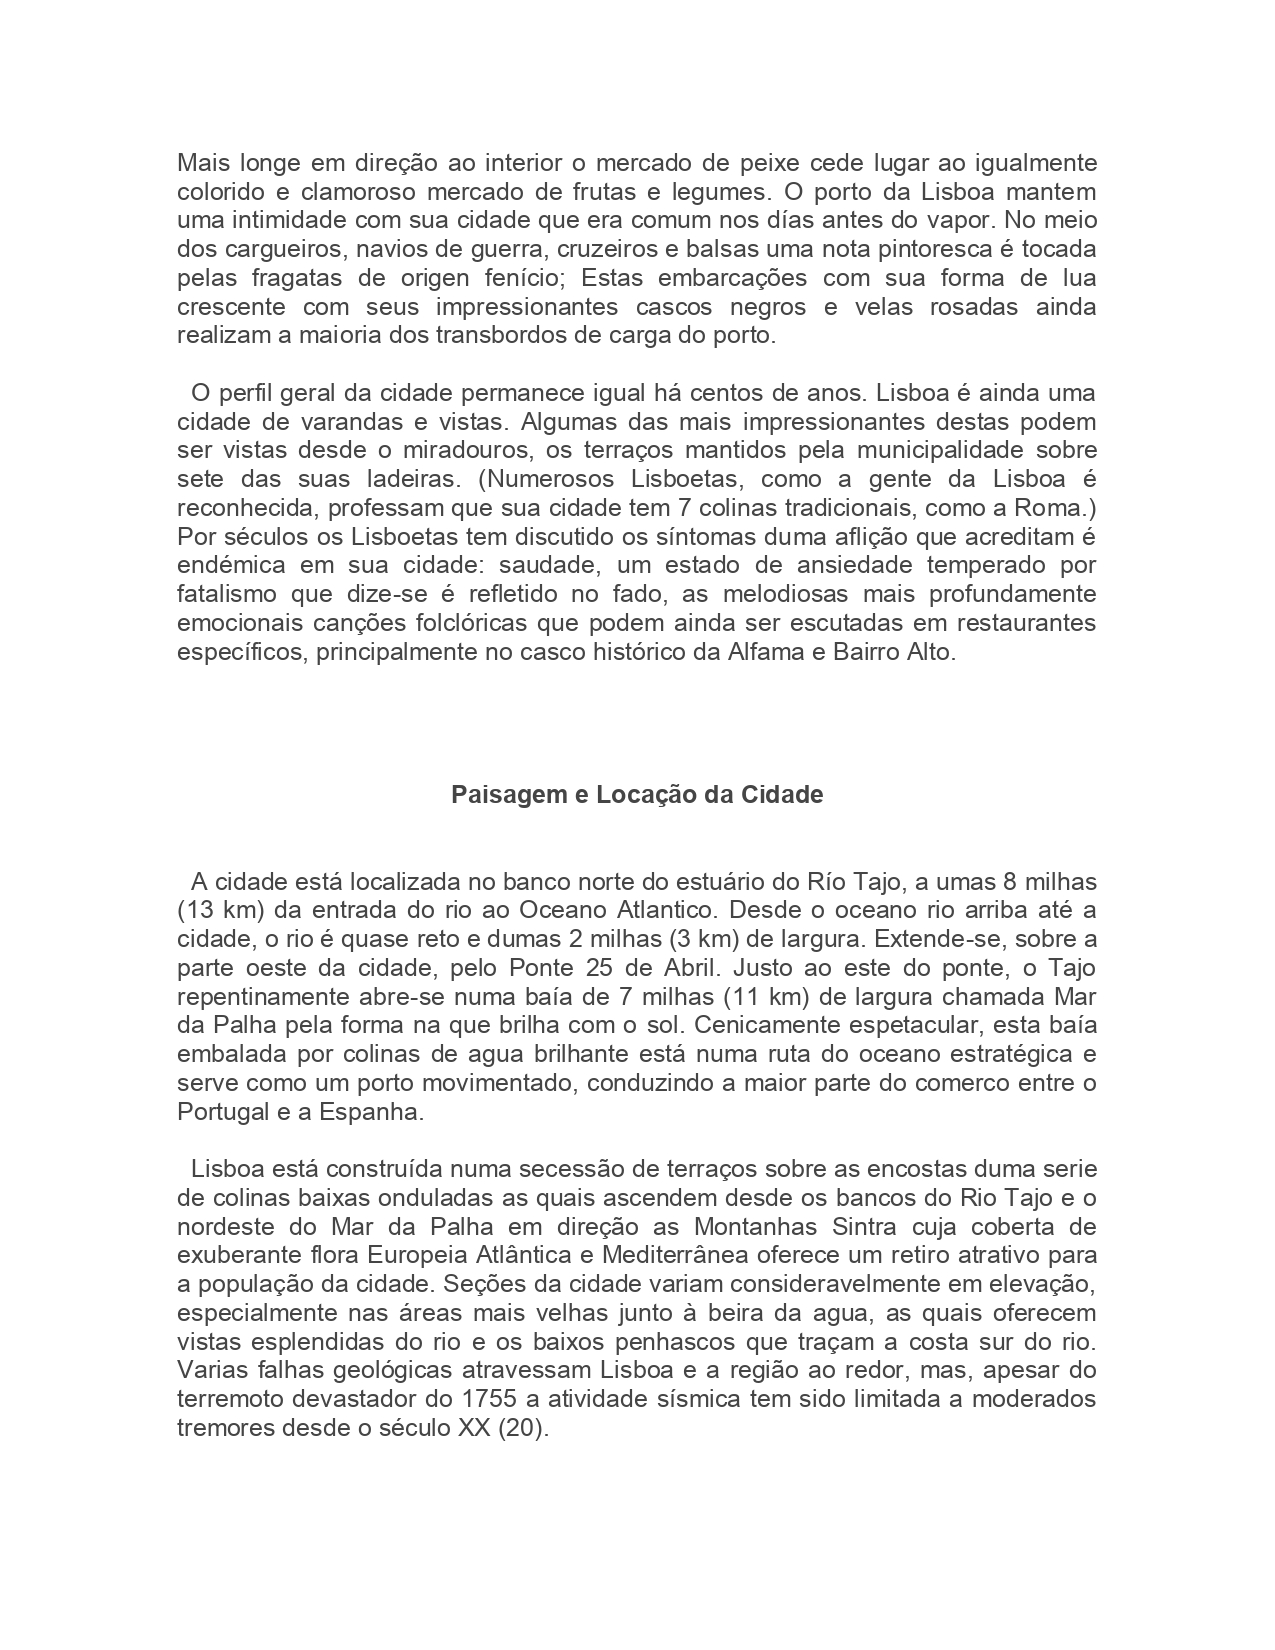 Mais longe em direção ao interior o mercado de peixe cede lugar ao igualmente
colorido e clamoroso mercado de frutas e legumes. O porto da Lisboa mantem
uma intimidade com sua cidade que era comum nos días antes do vapor. No meio
dos cargueiros, navios de guerra, cruzeiros e balsas uma nota pintoresca é tocada
pelas fragatas de origen fenício; Estas embarcações com sua forma de lua
crescente com seus impressionantes cascos negros e velas rosadas ainda
realizam a maioria dos transbordos de carga do porto.
O perfil geral da cidade permanece igual há centos de anos. Lisboa é ainda uma
cidade de varandas e vistas. Algumas das mais impressionantes destas podem
ser vistas desde o miradouros, os terraços mantidos pela municipalidade sobre
sete das suas ladeiras. (Numerosos Lisboetas, como a gente da Lisboa é
reconhecida, professam que sua cidade tem 7 colinas tradicionais, como a Roma.)
Por séculos os Lisboetas tem discutido os síntomas duma aflição que acreditam é
endémica em sua cidade: saudade, um estado de ansiedade temperado por
fatalismo que dize-se é refletido no fado, as melodiosas mais profundamente
emocionais canções folclóricas que podem ainda ser escutadas em restaurantes
específicos, principalmente no casco histórico da Alfama e Bairro Alto.
Paisagem e Locação da Cidade
A cidade está localizada no banco norte do estuário do Río Tajo, a umas 8 milhas
(13 km) da entrada do rio ao Oceano Atlantico. Desde o oceano rio arriba até a
cidade, o rio é quase reto e dumas 2 milhas (3 km) de largura. Extende-se, sobre a
parte oeste da cidade, pelo Ponte 25 de Abril. Justo ao este do ponte, o Tajo
repentinamente abre-se numa baía de 7 milhas (11 km) de largura chamada Mar
da Palha pela forma na que brilha com o sol. Cenicamente espetacular, esta baía
embalada por colinas de agua brilhante está numa ruta do oceano estratégica e
serve como um porto movimentado, conduzindo a maior parte do comerco entre o
Portugal e a Espanha.
Lisboa está construída numa secessão de terraços sobre as encostas duma serie
de colinas baixas onduladas as quais ascendem desde os bancos do Rio Tajo e o
nordeste do Mar da Palha em direção as Montanhas Sintra cuja coberta de
exuberante flora Europeia Atlântica e Mediterrânea oferece um retiro atrativo para
a população da cidade. Seções da cidade variam consideravelmente em elevação,
especialmente nas áreas mais velhas junto à beira da agua, as quais oferecem
vistas esplendidas do rio e os baixos penhascos que traçam a costa sur do rio.
Varias falhas geológicas atravessam Lisboa e a região ao redor, mas, apesar do
terremoto devastador do 1755 a atividade sísmica tem sido limitada a moderados
tremores desde o século XX (20).